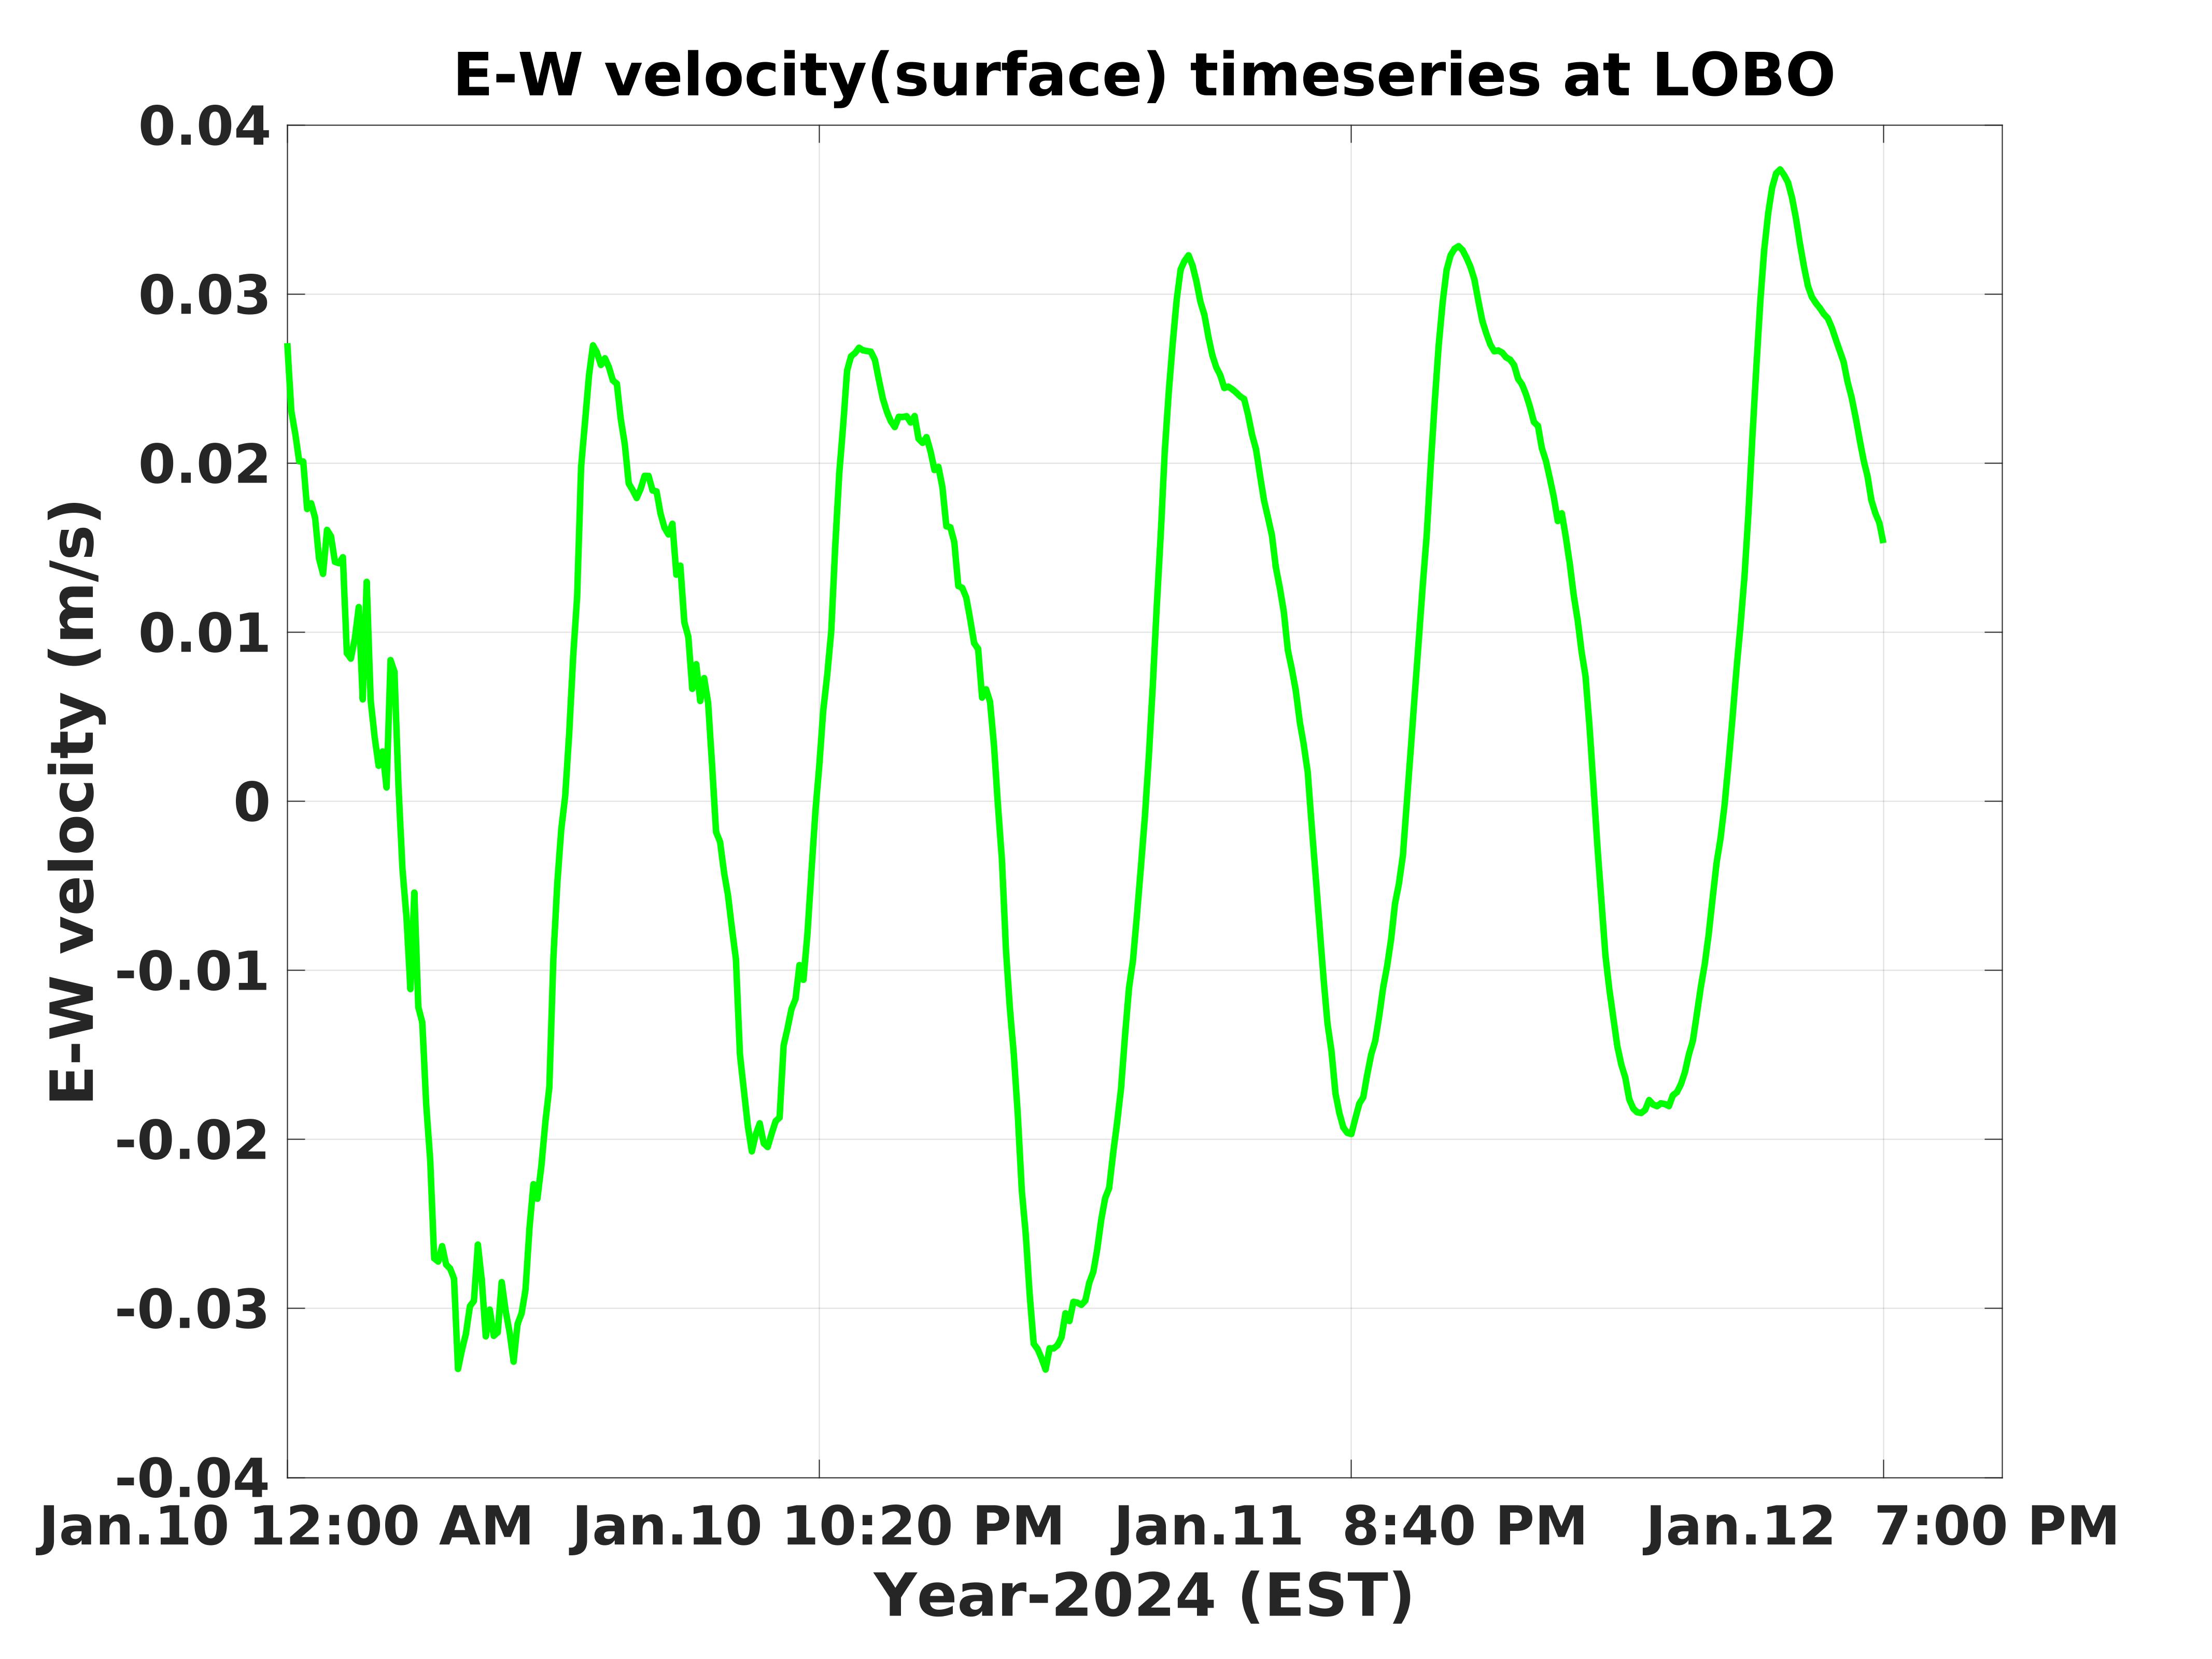 E-W velocity(surface) timeseries at LOBO
E-W velocity (m/s)
0.04
0.03
0.02
0.01
0
-0.01
-0.02
-0.03
-0.04
Jan.10 12:00 AM Jan.10 10:20 PM Jan.11 8:40 PM Jan.12 7:00 PM
Year-2024 (EST)